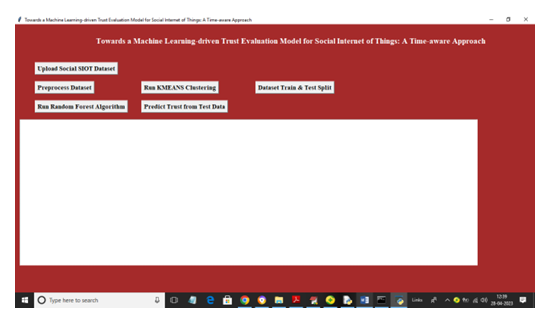 Towards a Machine Learning-driven Trust Evaluation Model for Social Internet of Things: A Time-aware Approach
Towards a Machine Learning-driven Trust Evaluation Model for Social Internet of Things: A Time-aware Approach
Upload Social SIOT Dataset
Preprocess Dataset
Run KMEANS Clustering
Dataset Train & Test Split
Run Random Forest Algorithm
Predict Trust from Test Data
Type here to search
Links
12:19
28-04-2023